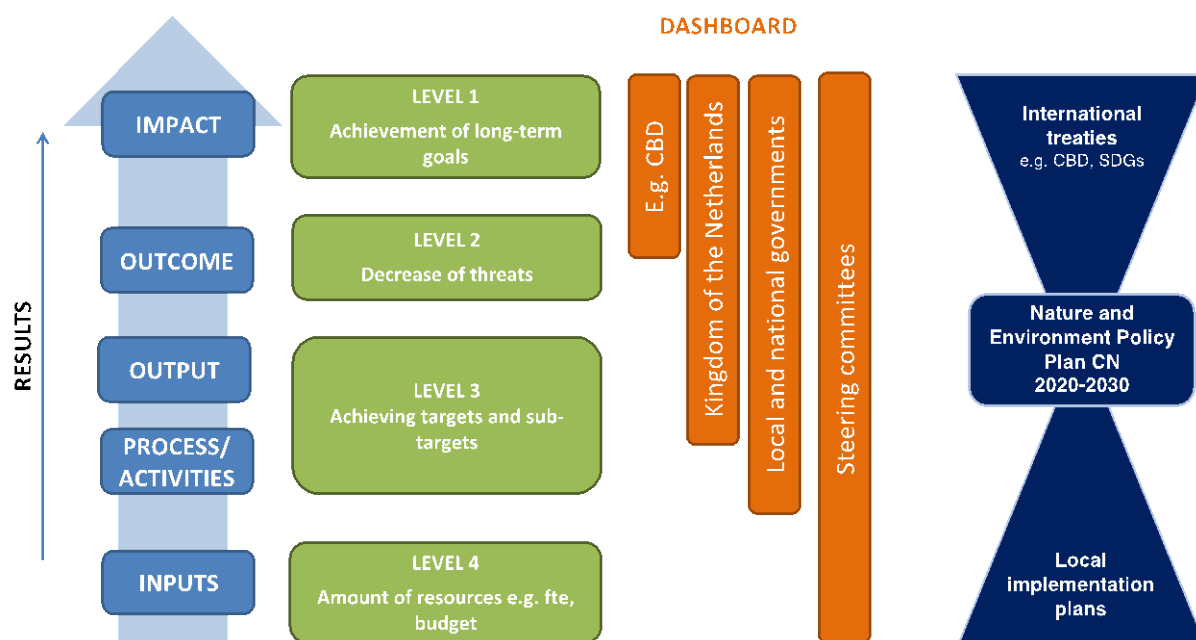 DASHBOARD
RESULTS
IMPACT
OUTCOME
OUTPUT
PROCESS/
ACTIVITIES
INPUTS
LEVEL 1
Achievement of long-term
goals
LEVEL 2
Decrease of threats
LEVEL 3
Achieving targets and sub-
targets
LEVEL 4
Amount of resources e.g. fte,
budget
E.g. CBD
Kingdom of the Netherlands
Local and national governments
Steering committees
International
treaties
e.g. CBD, SDGs
Nature and
Environment Policy
Plan CN
2020-2030
Local
implementation
plans